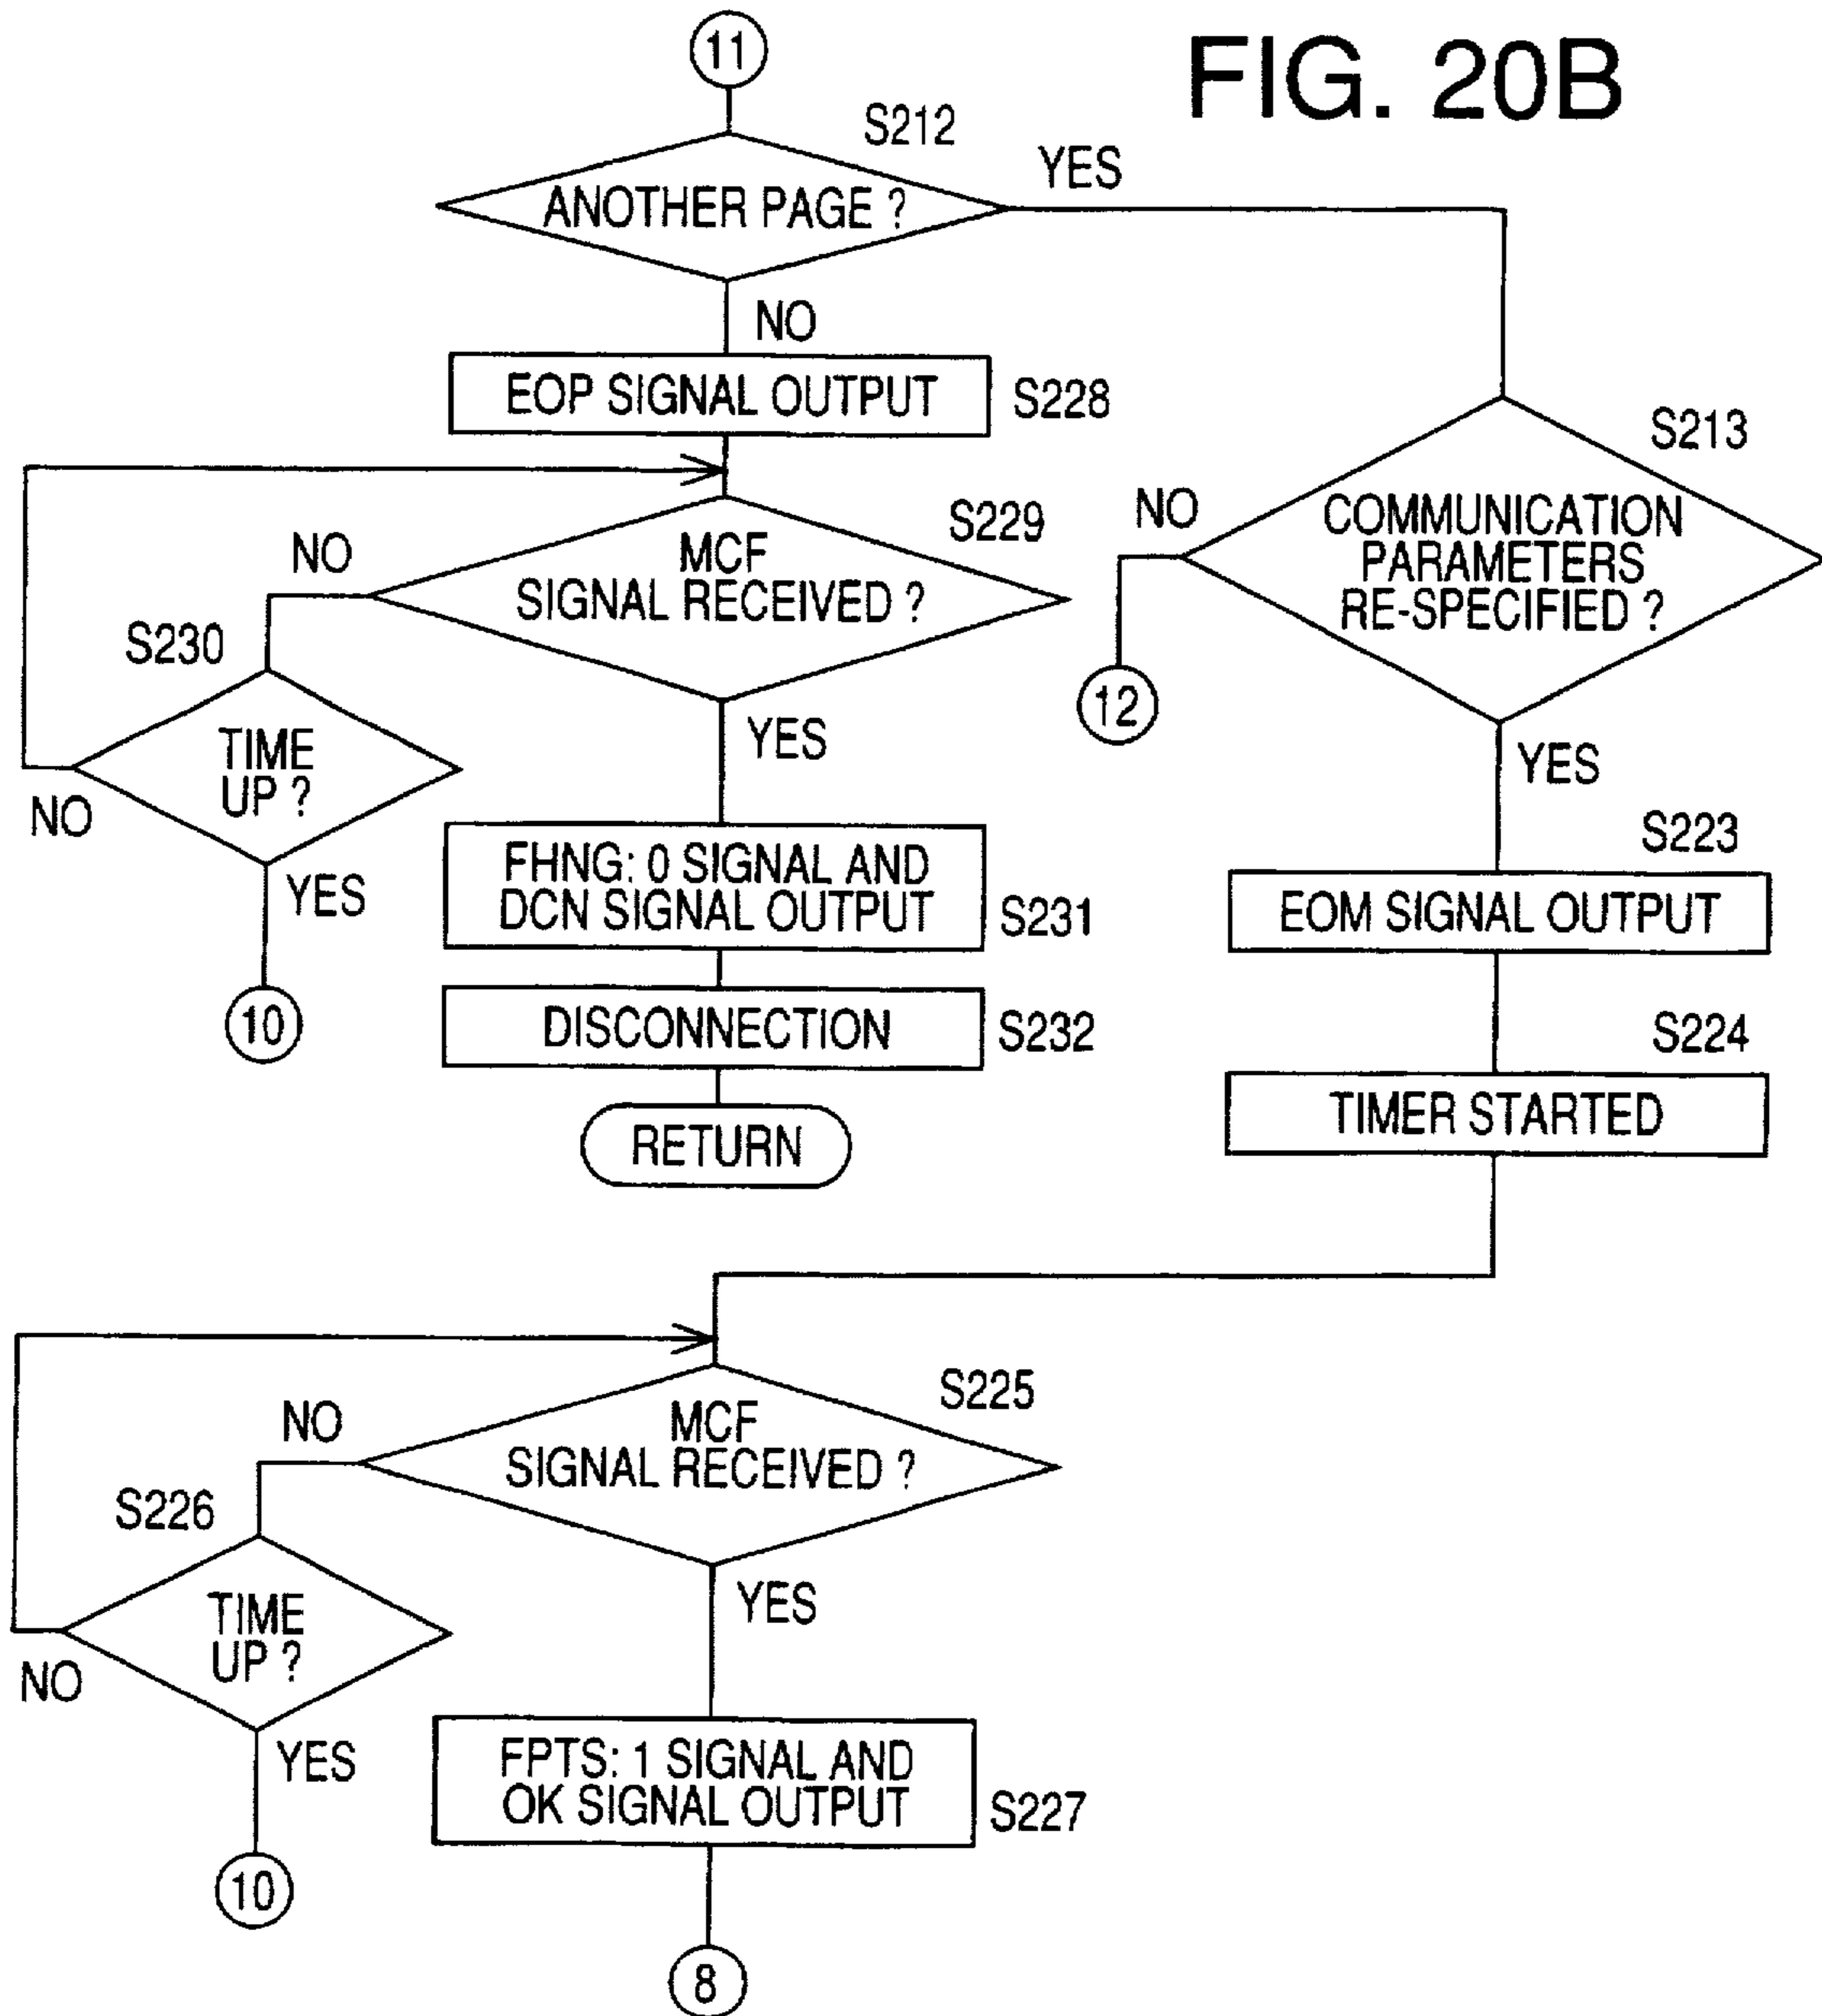 FIG. 20B
11
S212
ANOTHER PAGE ?
YES
NO
EOP SIGNAL OUTPUT
S228
S213
COMMUNICATION
PARAMETERS
RE-SPECIFIED ?
NO
12
YES
S229
MCF
SIGNAL RECEIVED ?
NO
S230
TIME
UP ?
NO
YES
10
YES
FHNG: 0 SIGNAL AND
DCN SIGNAL OUTPUT
S231
DISCONNECTION
S232
RETURN
S223
EOM SIGNAL OUTPUT
S224
TIMER STARTED
S225
MCF
SIGNAL RECEIVED ?
NO
S226
TIME
UP ?
NO
YES
10
YES
FPTS: 1 SIGNAL AND
OK SIGNAL OUTPUT
S227
8